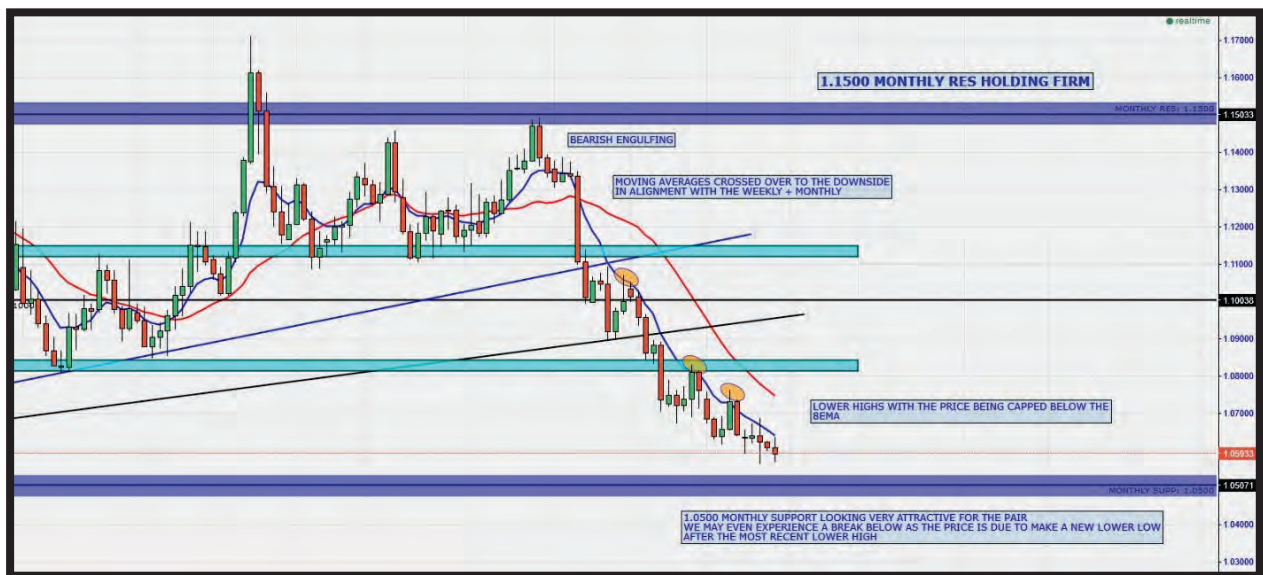 realtime
1.17000
1.1500 MONTHLY RES HOLDING FIRM
1.16000
MONTHLY RES: 1.1500
1.15033
BEARISH ENGULFING
1.14000
MOVING AVERAGES CROSSED OVER TO THE DOWNSIDE
IN ALIGNMENT WITH THE WEEKLY + MONTHLY
1.13000
1.12000
1.11000
1.10038
1.09000
1.08000
LOWER HIGHS WITH THE PRICE BEING CAPPED BELOW THE
8EMA
1.07000
1.05933
1.05071
MONTHLY SUPP: 1.0500
1.0500 MONTHLY SUPPORT LOOKING VERY ATTRACTIVE FOR THE PAIR
WE MAY EVEN EXPERIENCE A BREAK BELOW AS THE PRICE IS DUE TO MAKE A NEW LOWER LOW
AFTER THE MOST RECENT LOWER HIGH
1.04000
1.03000